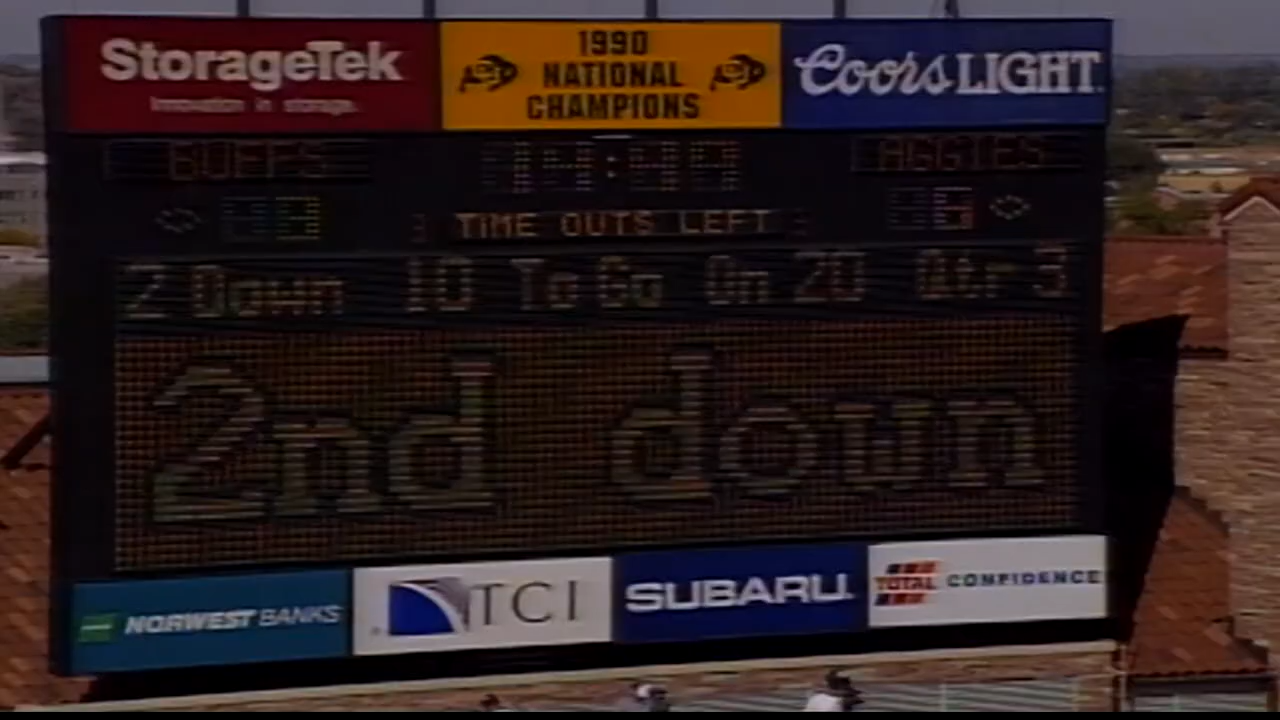 StorageTek
Innovation in storage.
1990
NATIONAL
CHAMPIONS
Coors LIGHT
BUFFS
AGGIES
TIME OUTS LEFT
2 Down 10 To Go On 20 Qtr 3
2nd down
NORWEST BANKS
TCI
SUBARU
TOTAL CONFIDENCE